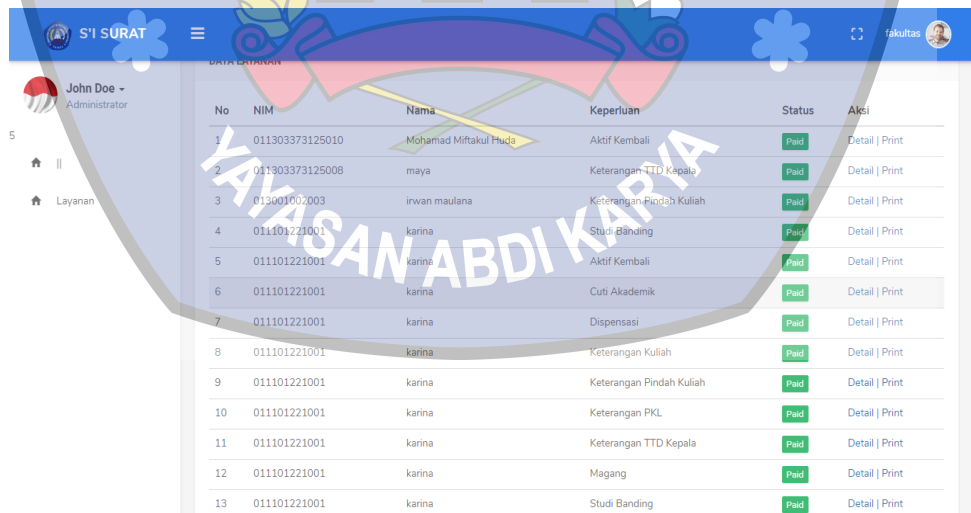 S'I SURAT
fakultas
John Doe
Administrator
5
||
Layanan
DATA LAYANAN
No NIM Nama Keperluan Status Aksi
1 011303373125010 Mohamad Miftakul Huda Aktif Kembali Paid Detail | Print
2 011303373125008 maya Keterangan TTD Kepala Paid Detail | Print
3 013001002003 irwan maulana Keterangan Pindah Kuliah Paid Detail | Print
4 011101221001 karina Studi Banding Paid Detail | Print
5 011101221001 karina Aktif Kembali Paid Detail | Print
6 011101221001 karina Cuti Akademik Paid Detail | Print
7 011101221001 karina Dispensasi Paid Detail | Print
8 011101221001 karina Keterangan Kuliah Paid Detail | Print
9 011101221001 karina Keterangan Pindah Kuliah Paid Detail | Print
10 011101221001 karina Keterangan PKL Paid Detail | Print
11 011101221001 karina Keterangan TTD Kepala Paid Detail | Print
12 011101221001 karina Magang Paid Detail | Print
13 011101221001 karina Studi Banding Paid Detail | Print
YAYASAN ABDI KARYA